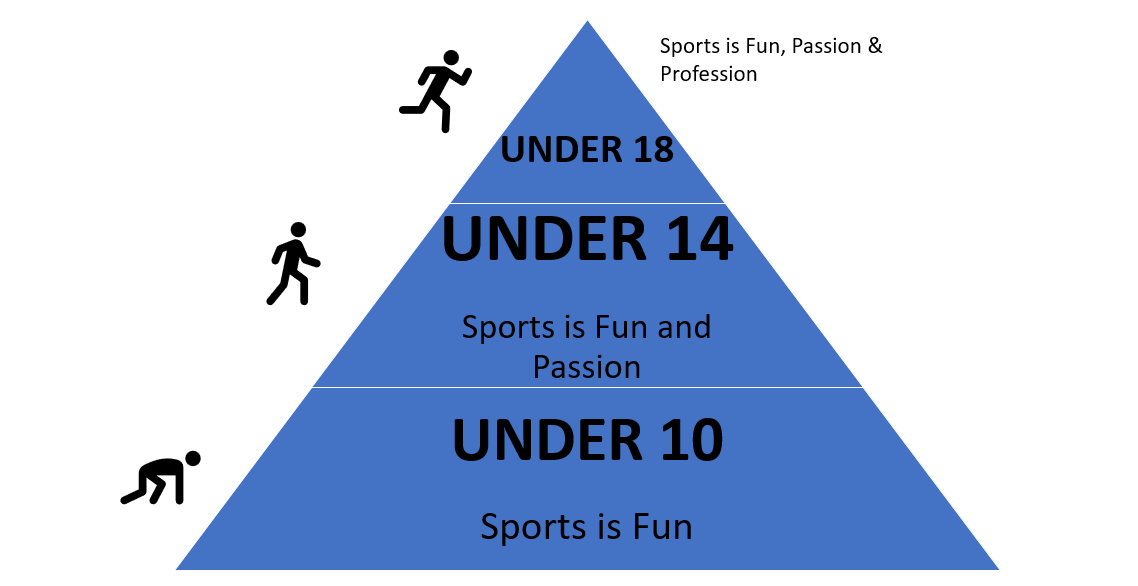 Sports is Fun, Passion &
Profession
UNDER 18
UNDER 14
Sports is Fun and
Passion
UNDER 10
Sports is Fun